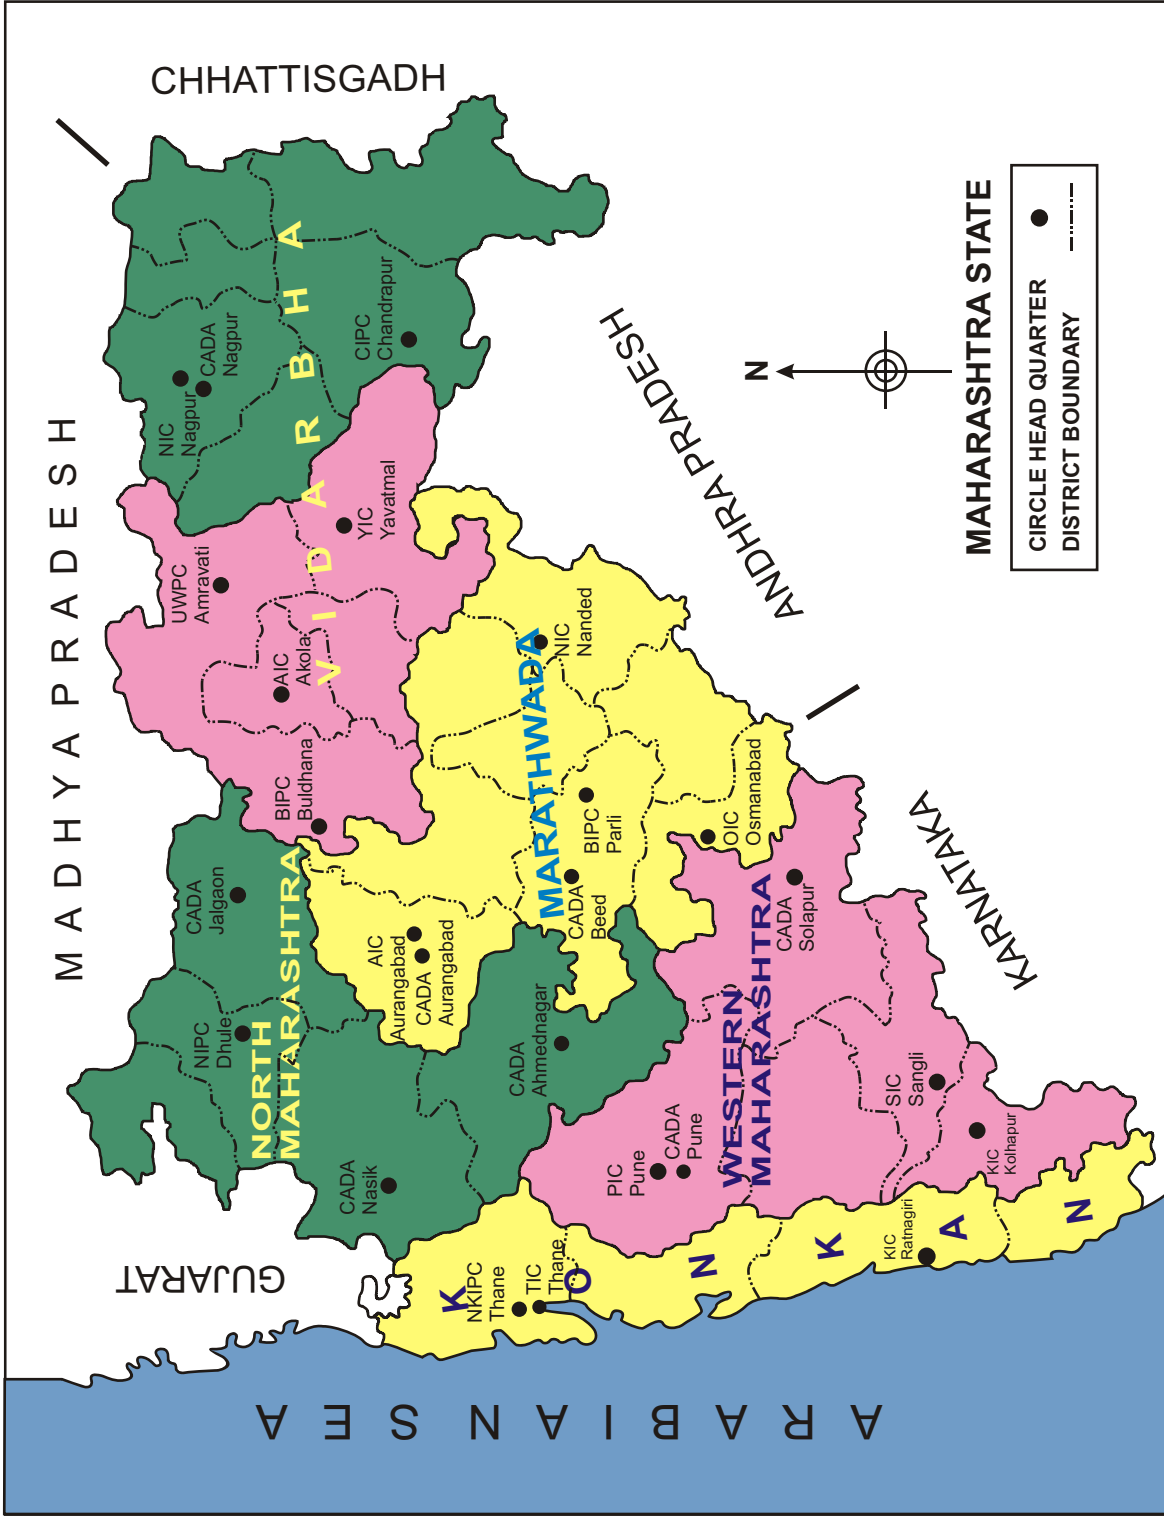 MADHYA PRADESH
CHHATTISGADH
GUJARAT
ARABIAN SEA
ANDHRA PRADESH
KARNATAKA
VIDARBHA
NIC
Nagpur
CADA
Nagpur
CIPC
Chandrapur
UWPC
Amravati
YIC
Yavatmal
AIC
Akola
BIPC
Buldhana
NORTH
MAHARASHTRA
CADA
Jalgaon
NIPC
Dhule
CADA
Nasik
CADA
Ahmednagar
MARATHWADA
AIC
Aurangabad
CADA
Aurangabad
NIC
Nanded
BIPC
Parli
CADA
Beed
OIC
Osmanabad
WESTERN
MAHARASHTRA
CADA
Solapur
PIC
Pune
CADA
Pune
SIC
Sangli
KIC
Kolhapur
KONKAN
NKIPC
Thane
TIC
Thane
KIC
Ratnagiri
N
MAHARASHTRA STATE
CIRCLE HEAD QUARTER
DISTRICT BOUNDARY